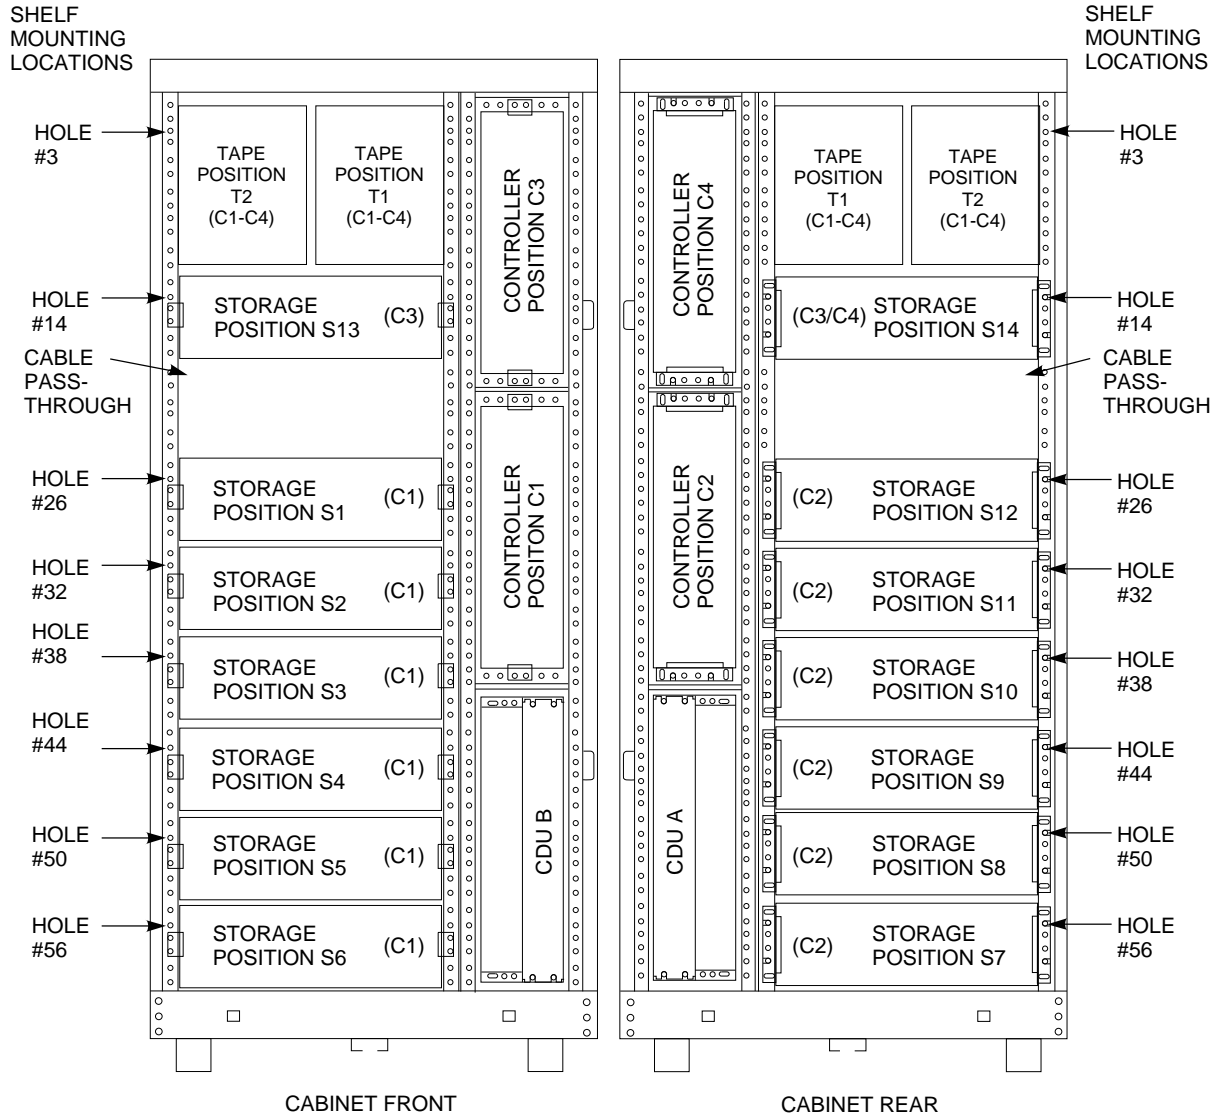 SHELF
MOUNTING
LOCATIONS
HOLE
#3
HOLE
#14
CABLE
PASS-
THROUGH
HOLE
#26
HOLE
#32
HOLE
#38
HOLE
#44
HOLE
#50
HOLE
#56
TAPE
POSITION
T2
(C1-C4)
TAPE
POSITION
T1
(C1-C4)
STORAGE
POSITION S13
(C3)
STORAGE
POSITION S1
(C1)
STORAGE
POSITION S2
(C1)
STORAGE
POSITION S3
(C1)
STORAGE
POSITION S4
(C1)
STORAGE
POSITION S5
(C1)
STORAGE
POSITION S6
(C1)
CONTROLLER
POSITION C3
CONTROLLER
POSITON C1
CDU B
CABINET FRONT
CONTROLLER
POSITION C4
CONTROLLER
POSITION C2
CDU A
TAPE
POSITION
T1
(C1-C4)
TAPE
POSITION
T2
(C1-C4)
(C3/C4)
STORAGE
POSITION S14
(C2)
STORAGE
POSITION S12
(C2)
STORAGE
POSITION S11
(C2)
STORAGE
POSITION S10
(C2)
STORAGE
POSITION S9
(C2)
STORAGE
POSITION S8
(C2)
STORAGE
POSITION S7
CABINET REAR
SHELF
MOUNTING
LOCATIONS
HOLE
#3
HOLE
#14
CABLE
PASS-
THROUGH
HOLE
#26
HOLE
#32
HOLE
#38
HOLE
#44
HOLE
#50
HOLE
#56